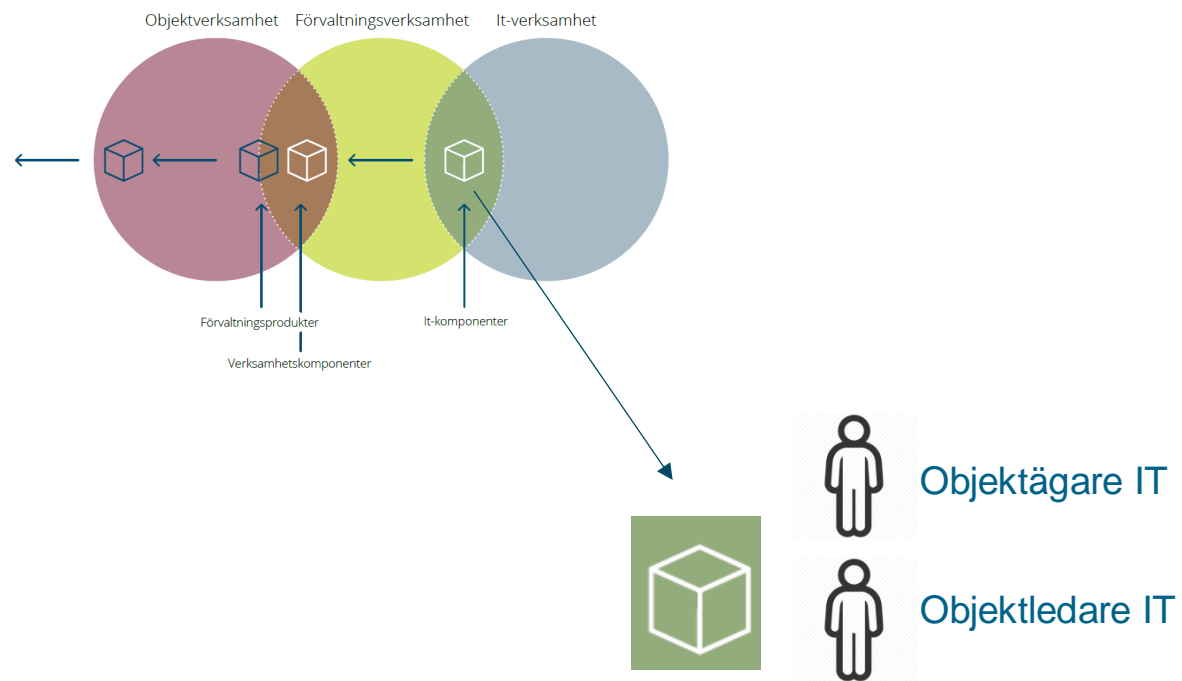 Objektverksamhet
Förvaltningsverksamhet
It-verksamhet
Förvaltningsprodukter
It-komponenter
Verksamhetskomponenter
Objektägare IT
Objektledare IT